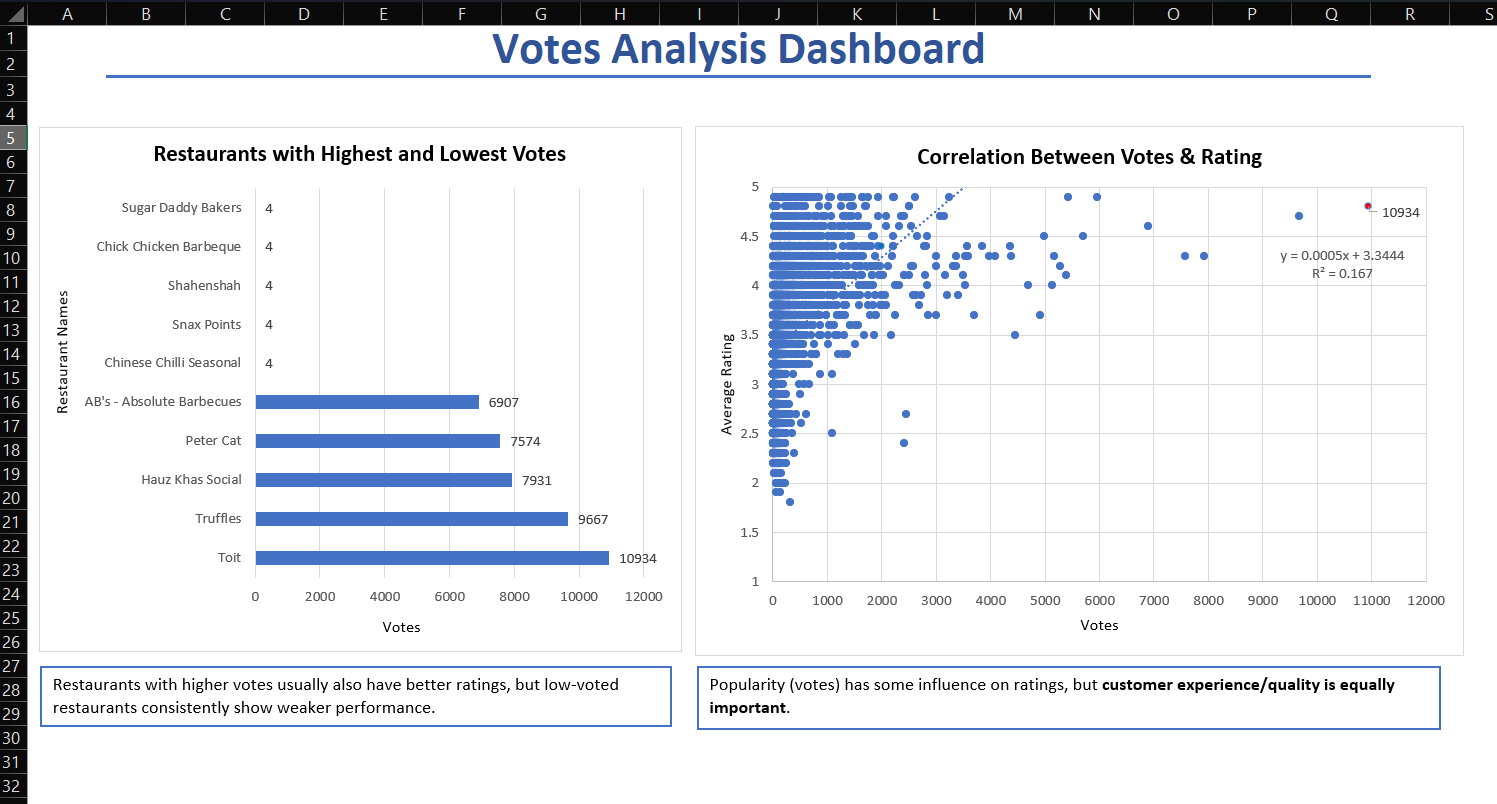 A B C D E F G H I J K L M N O P Q R S
1
2
3
4
5
6
7
8
9
10
11
12
13
14
15
16
17
18
19
20
21
22
23
24
25
26
27
28
29
30
31
32
Votes Analysis Dashboard
Restaurants with Highest and Lowest Votes
Restaurant Names
Sugar Daddy Bakers 4
Chick Chicken Barbeque 4
Shahenshah 4
Snax Points 4
Chinese Chilli Seasonal 4
AB's - Absolute Barbecues 6907
Peter Cat 7574
Hauz Khas Social 7931
Truffles 9667
Toit 10934
0 2000 4000 6000 8000 10000 12000
Votes
Restaurants with higher votes usually also have better ratings, but low-voted
restaurants consistently show weaker performance.
Correlation Between Votes & Rating
Average Rating
5
4.5
4
3.5
3
2.5
2
1.5
1
10934
y = 0.0005x + 3.3444
R² = 0.167
0 1000 2000 3000 4000 5000 6000 7000 8000 9000 10000 11000 12000
Votes
Popularity (votes) has some influence on ratings, but customer experience/quality is equally
important.